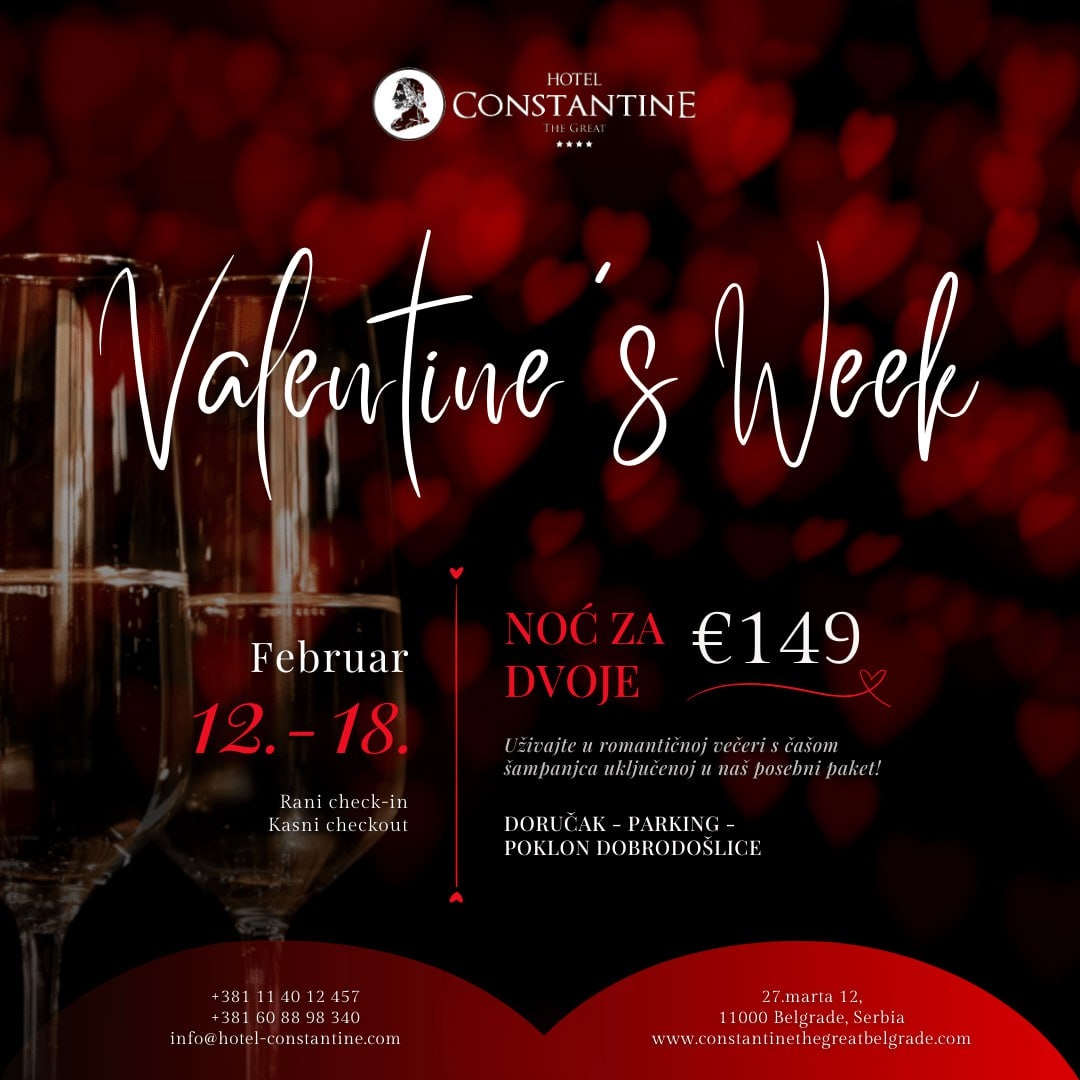 HOTEL
CONSTANTINE
THE GREAT
Valentine´s Week
Februar
12. - 18.
Rani check-in
Kasni checkout
NOĆ ZA
DVOJE
€149
Uživajte u romantičnoj večeri s čašom
šampanjca uključenoj u naš posebni paket!
DORUČAK - PARKING -
POKLON DOBRODOŠLICE
+381 11 40 12 457
+381 60 88 98 340
info@hotel-constantine.com
27.marta 12,
11000 Belgrade, Serbia
www.constantinethegreatbelgrade.com